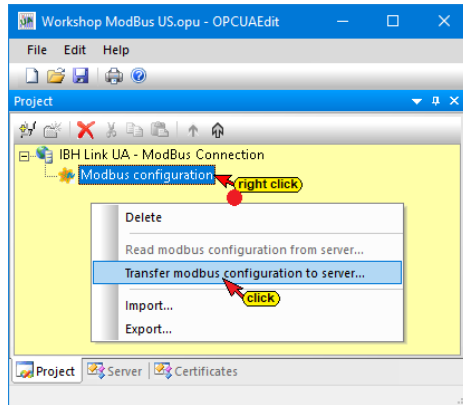 Workshop ModBus US.opu - OPCUAEdit
File Edit Help
Project
IBH Link UA - ModBus Connection
Modbus configuration
right click
Delete
Read modbus configuration from server...
Transfer modbus configuration to server...
click
Import...
Export...
Project Server Certificates